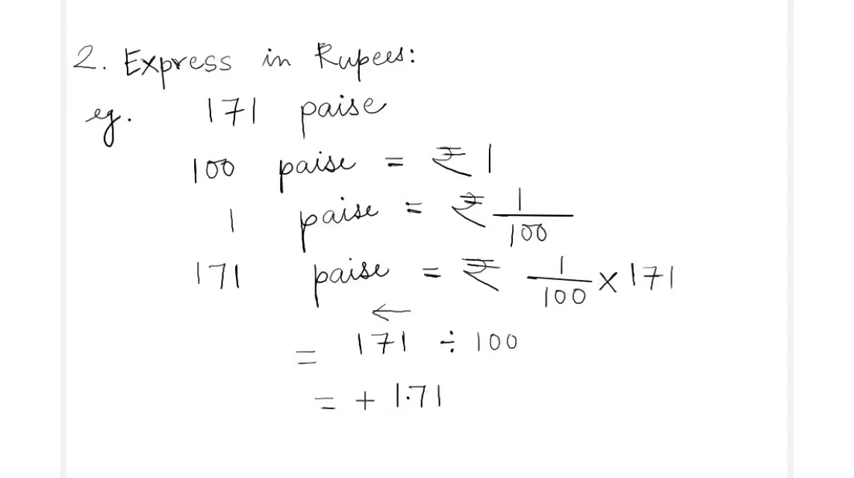 2. Express in Rupees:
eg. 171 paise
100 paise = ₹ 1
1 paise = ₹ 1/100
171 paise = ₹ 1/100 × 171
←
= 171 ÷ 100
= + 1.71